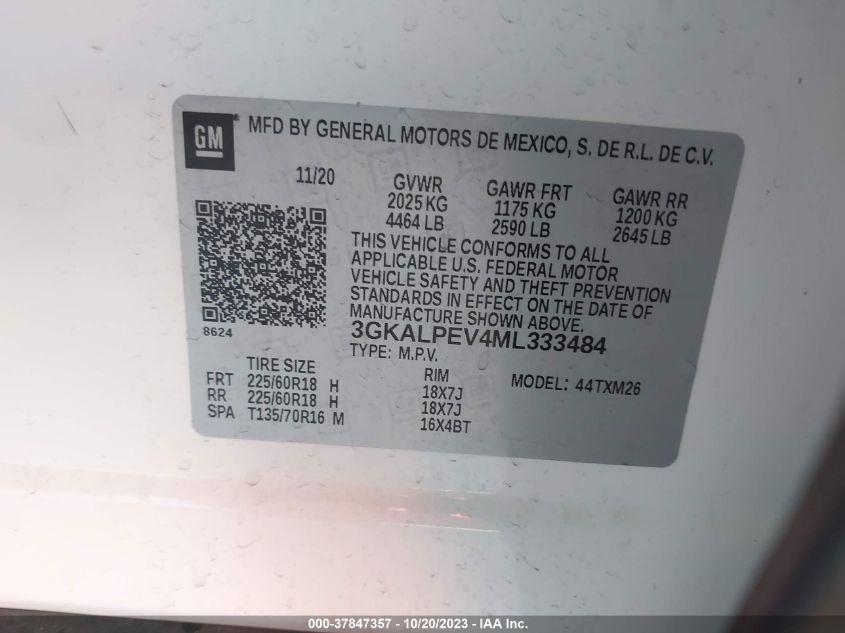 GM
MFD BY GENERAL MOTORS DE MEXICO, S. DE R.L. DE C.V.
11/20
GVWR
2025 KG
4464 LB
GAWR FRT
1175 KG
2590 LB
GAWR RR
1200 KG
2645 LB
THIS VEHICLE CONFORMS TO ALL
APPLICABLE U.S. FEDERAL MOTOR
VEHICLE SAFETY AND THEFT PREVENTION
STANDARDS IN EFFECT ON THE DATE OF
MANUFACTURE SHOWN ABOVE.
8624
3GKALPEV4ML333484
TYPE: M.P.V.
MODEL: 44TXM26
TIRE SIZE
RIM
FRT 225/60R18 H 18X7J
RR 225/60R18 H 18X7J
SPA T135/70R16 M 16X4BT
000-37847357 - 10/20/2023 - IAA Inc.